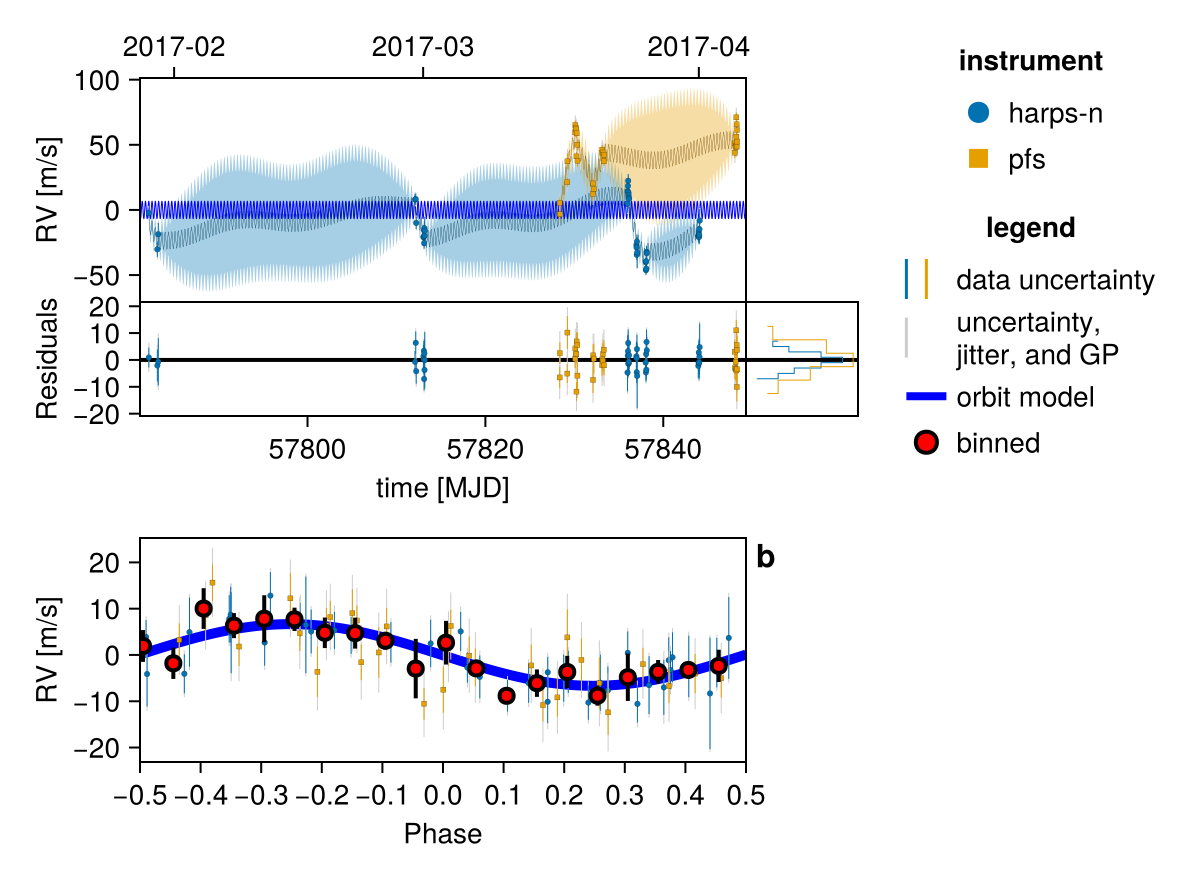 2017-02 2017-03 2017-04
100
50
0
−50
RV [m/s]
20
10
0
−10
−20
Residuals
57800 57820 57840
time [MJD]
instrument
harps-n
pfs
legend
data uncertainty
uncertainty,
jitter, and GP
orbit model
binned
b
20
10
0
−10
−20
RV [m/s]
−0.5 −0.4 −0.3 −0.2 −0.1 0.0 0.1 0.2 0.3 0.4 0.5
Phase